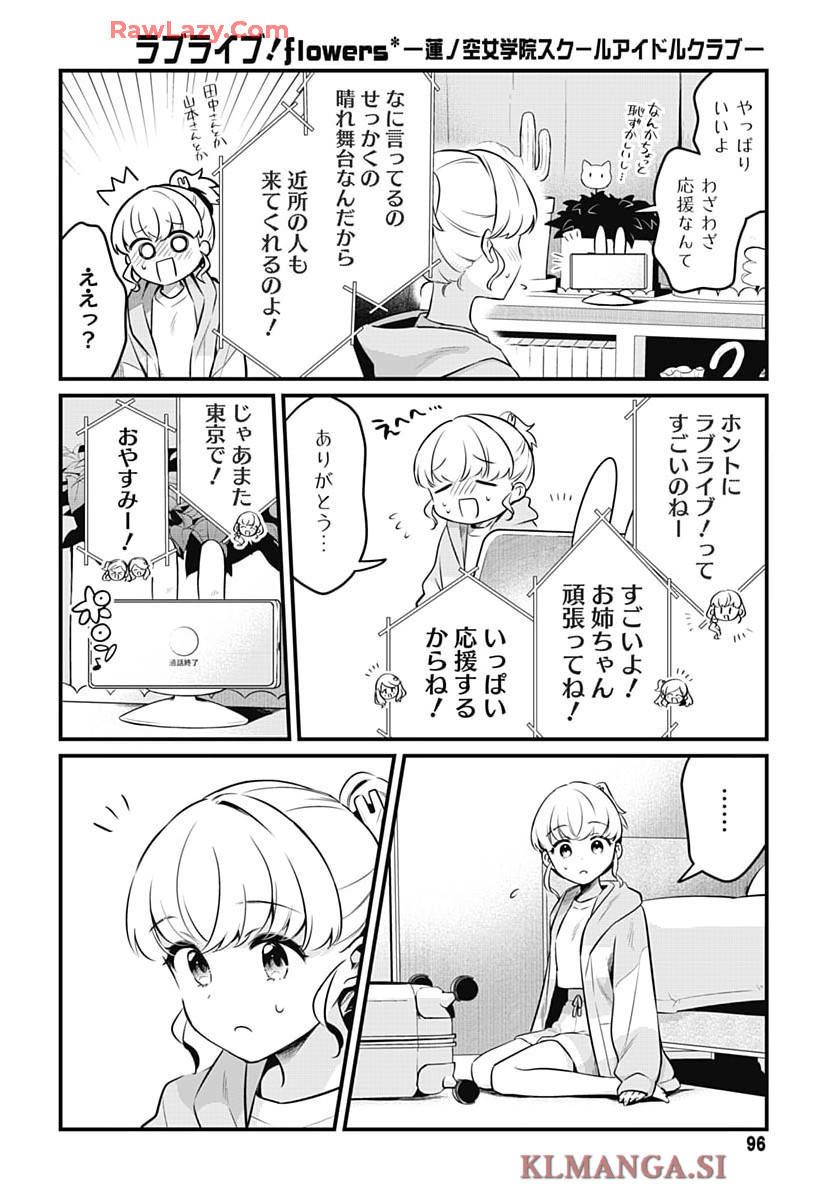 RawLazy.Com
ラブライブ!flowers*ー蓮ノ空女学院スクールアイドルクラブー
やっぱり
いいよ
わざわざ
応援なんて
なんかちょっと
恥ずかしいし…
なに言ってるの
せっかくの
晴れ舞台なんだから
近所の人も
来てくれるのよ!
田中さんとか
山本さんとか
ええっ?
ホントに
ラブライブ!って
すごいのねー
すごいよ!
お姉ちゃん
頑張ってね!
いっぱい
応援する
からね!
えへへ…
ありがとう…
じゃあまた
東京で!
おやすみー!
ポロン♪
通話終了
……
96
KLMANGA.SI